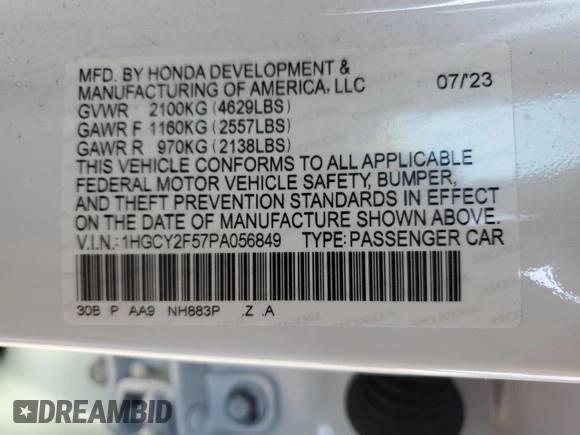 MFD. BY HONDA DEVELOPMENT &
MANUFACTURING OF AMERICA, LLC 07/'23
GVWR 2100KG (4629LBS)
GAWR F 1160KG (2557LBS)
GAWR R 970KG (2138LBS)
THIS VEHICLE CONFORMS TO ALL APPLICABLE
FEDERAL MOTOR VEHICLE SAFETY, BUMPER,
AND THEFT PREVENTION STANDARDS IN EFFECT
ON THE DATE OF MANUFACTURE SHOWN ABOVE.
V.I.N.: 1HGCY2F57PA056849 TYPE: PASSENGER CAR
30B P AA9 NH883P .Z .A
DREAMBID